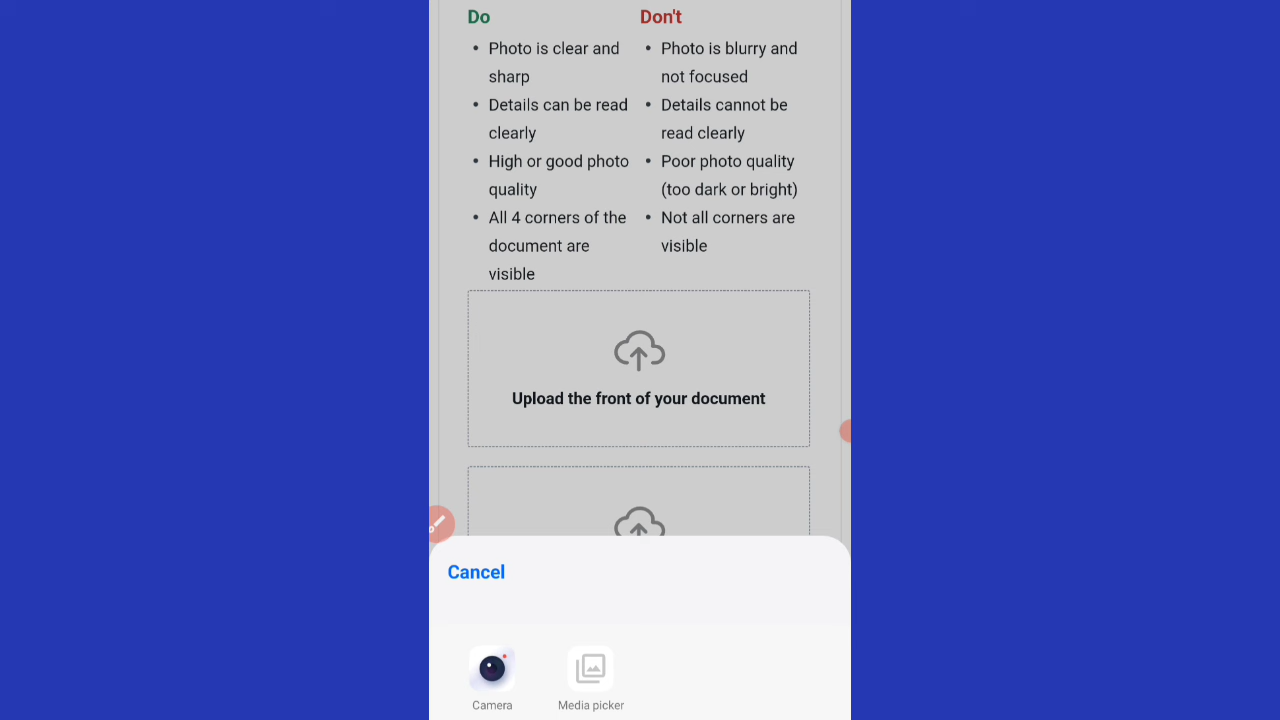 Do
Photo is clear and
sharp
Details can be read
clearly
High or good photo
quality
All 4 corners of the
document are
visible
Don't
Photo is blurry and
not focused
Details cannot be
read clearly
Poor photo quality
(too dark or bright)
Not all corners are
visible
Upload the front of your document
Cancel
Camera
Media picker